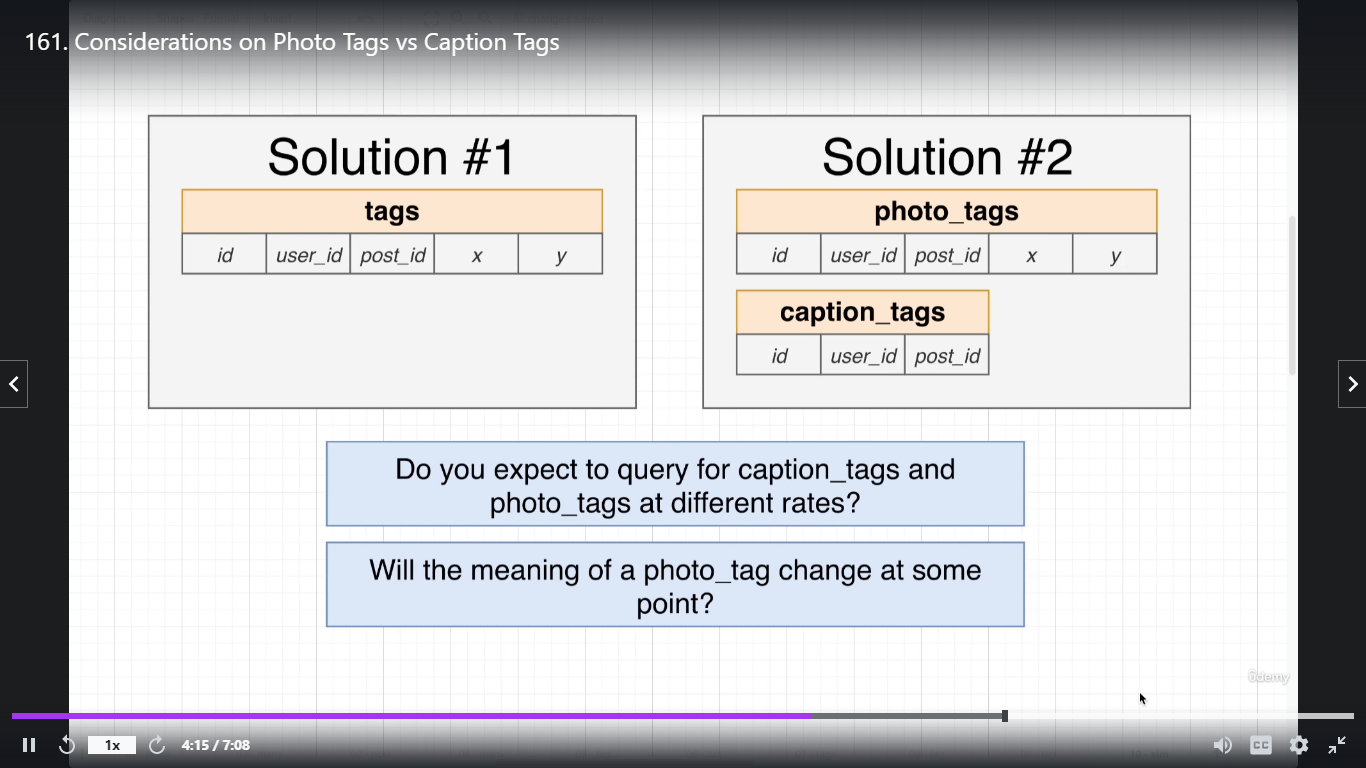 161. Considerations on Photo Tags vs Caption Tags
Solution #1
tags
id user_id post_id x y
Solution #2
photo_tags
id user_id post_id x y
caption_tags
id user_id post_id
Do you expect to query for caption_tags and
photo_tags at different rates?
Will the meaning of a photo_tag change at some
point?
ûdemy
1x
4:15 / 7:08
CC